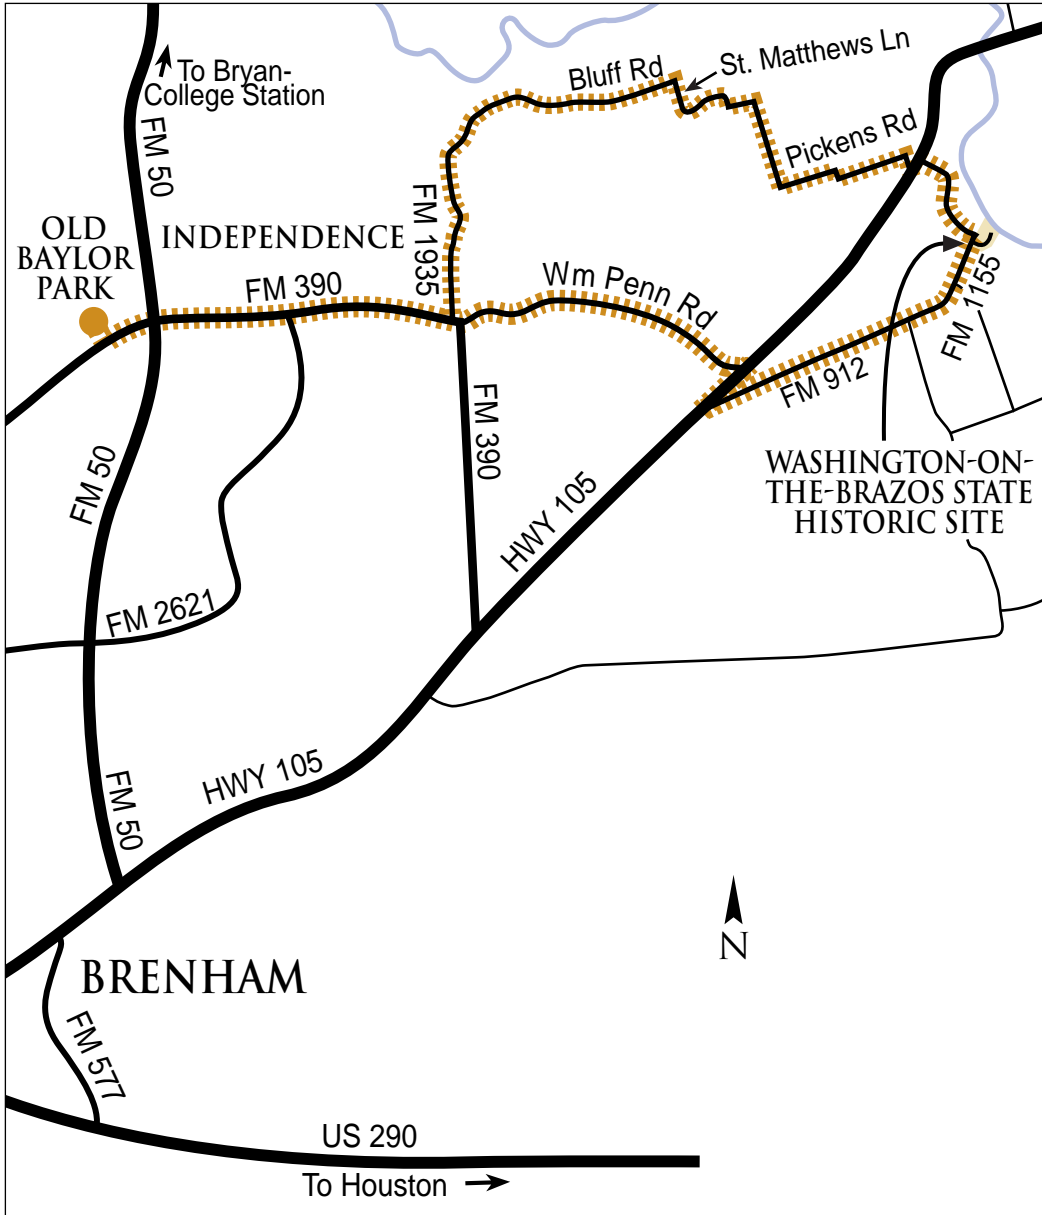 To Bryan-
College Station
FM 50
Bluff Rd
St. Matthews Ln
Pickens Rd
OLD
BAYLOR
PARK
INDEPENDENCE
FM 1935
FM 390
Wm Penn Rd
FM 1155
FM 912
FM 390
FM 50
HWY 105
WASHINGTON-ON-
THE-BRAZOS STATE
HISTORIC SITE
FM 2621
HWY 105
FM 50
N
BRENHAM
FM 577
US 290
To Houston